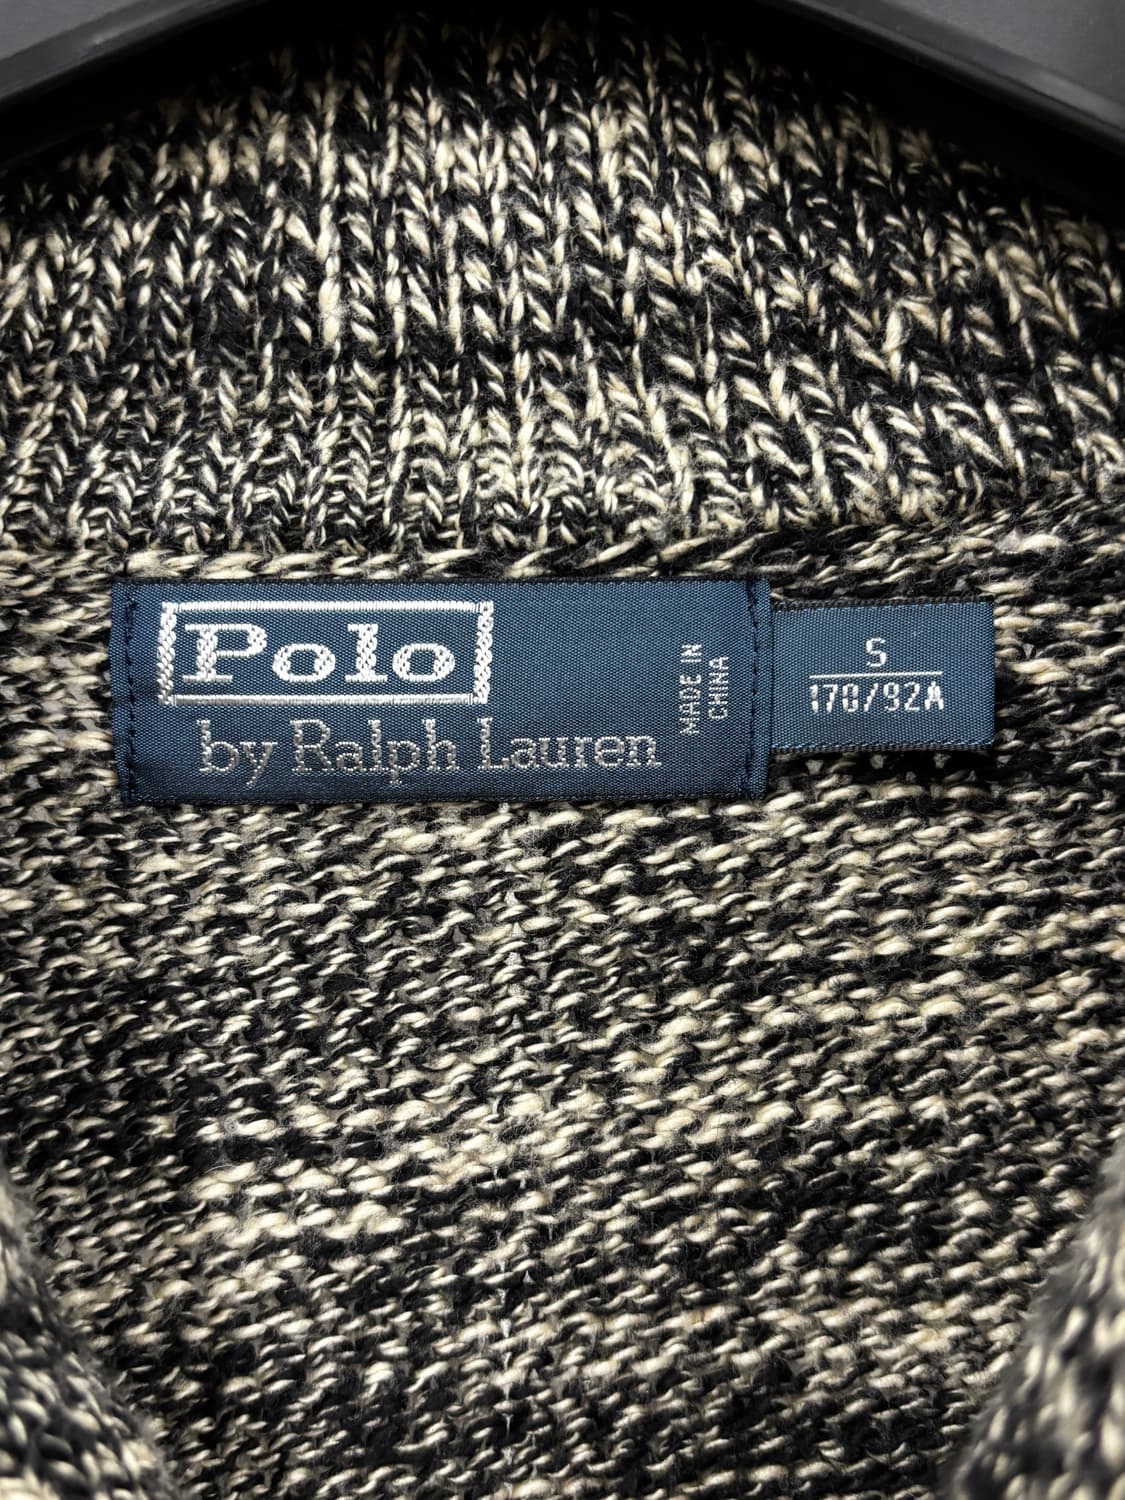 Polo
by Ralph Lauren
MADE IN
CHINA
S
170/92A